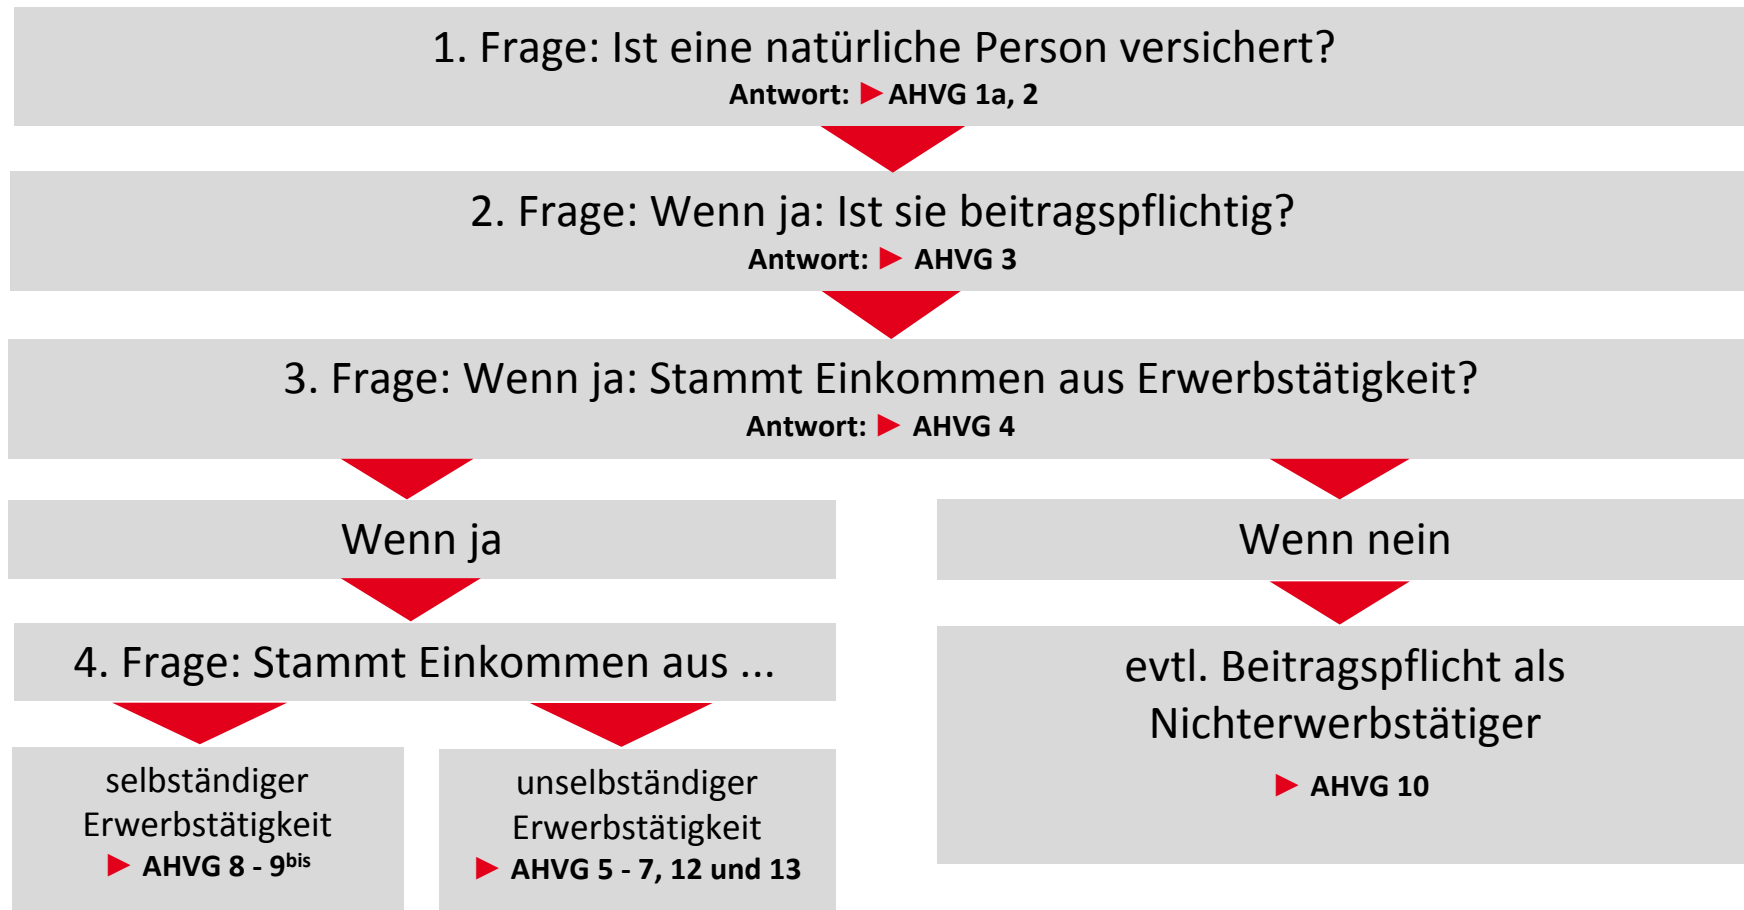 1. Frage: Ist eine natürliche Person versichert?
Antwort: ►AHVG 1a, 2
2. Frage: Wenn ja: Ist sie beitragspflichtig?
Antwort: ► AHVG 3
3. Frage: Wenn ja: Stammt Einkommen aus Erwerbstätigkeit?
Antwort: ► AHVG 4
Wenn ja
Wenn nein
4. Frage: Stammt Einkommen aus ...
selbständiger
Erwerbstätigkeit
► AHVG 8 - 9bis
unselbständiger
Erwerbstätigkeit
► AHVG 5 - 7, 12 und 13
evtl. Beitragspflicht als
Nichterwerbstätiger
► AHVG 10